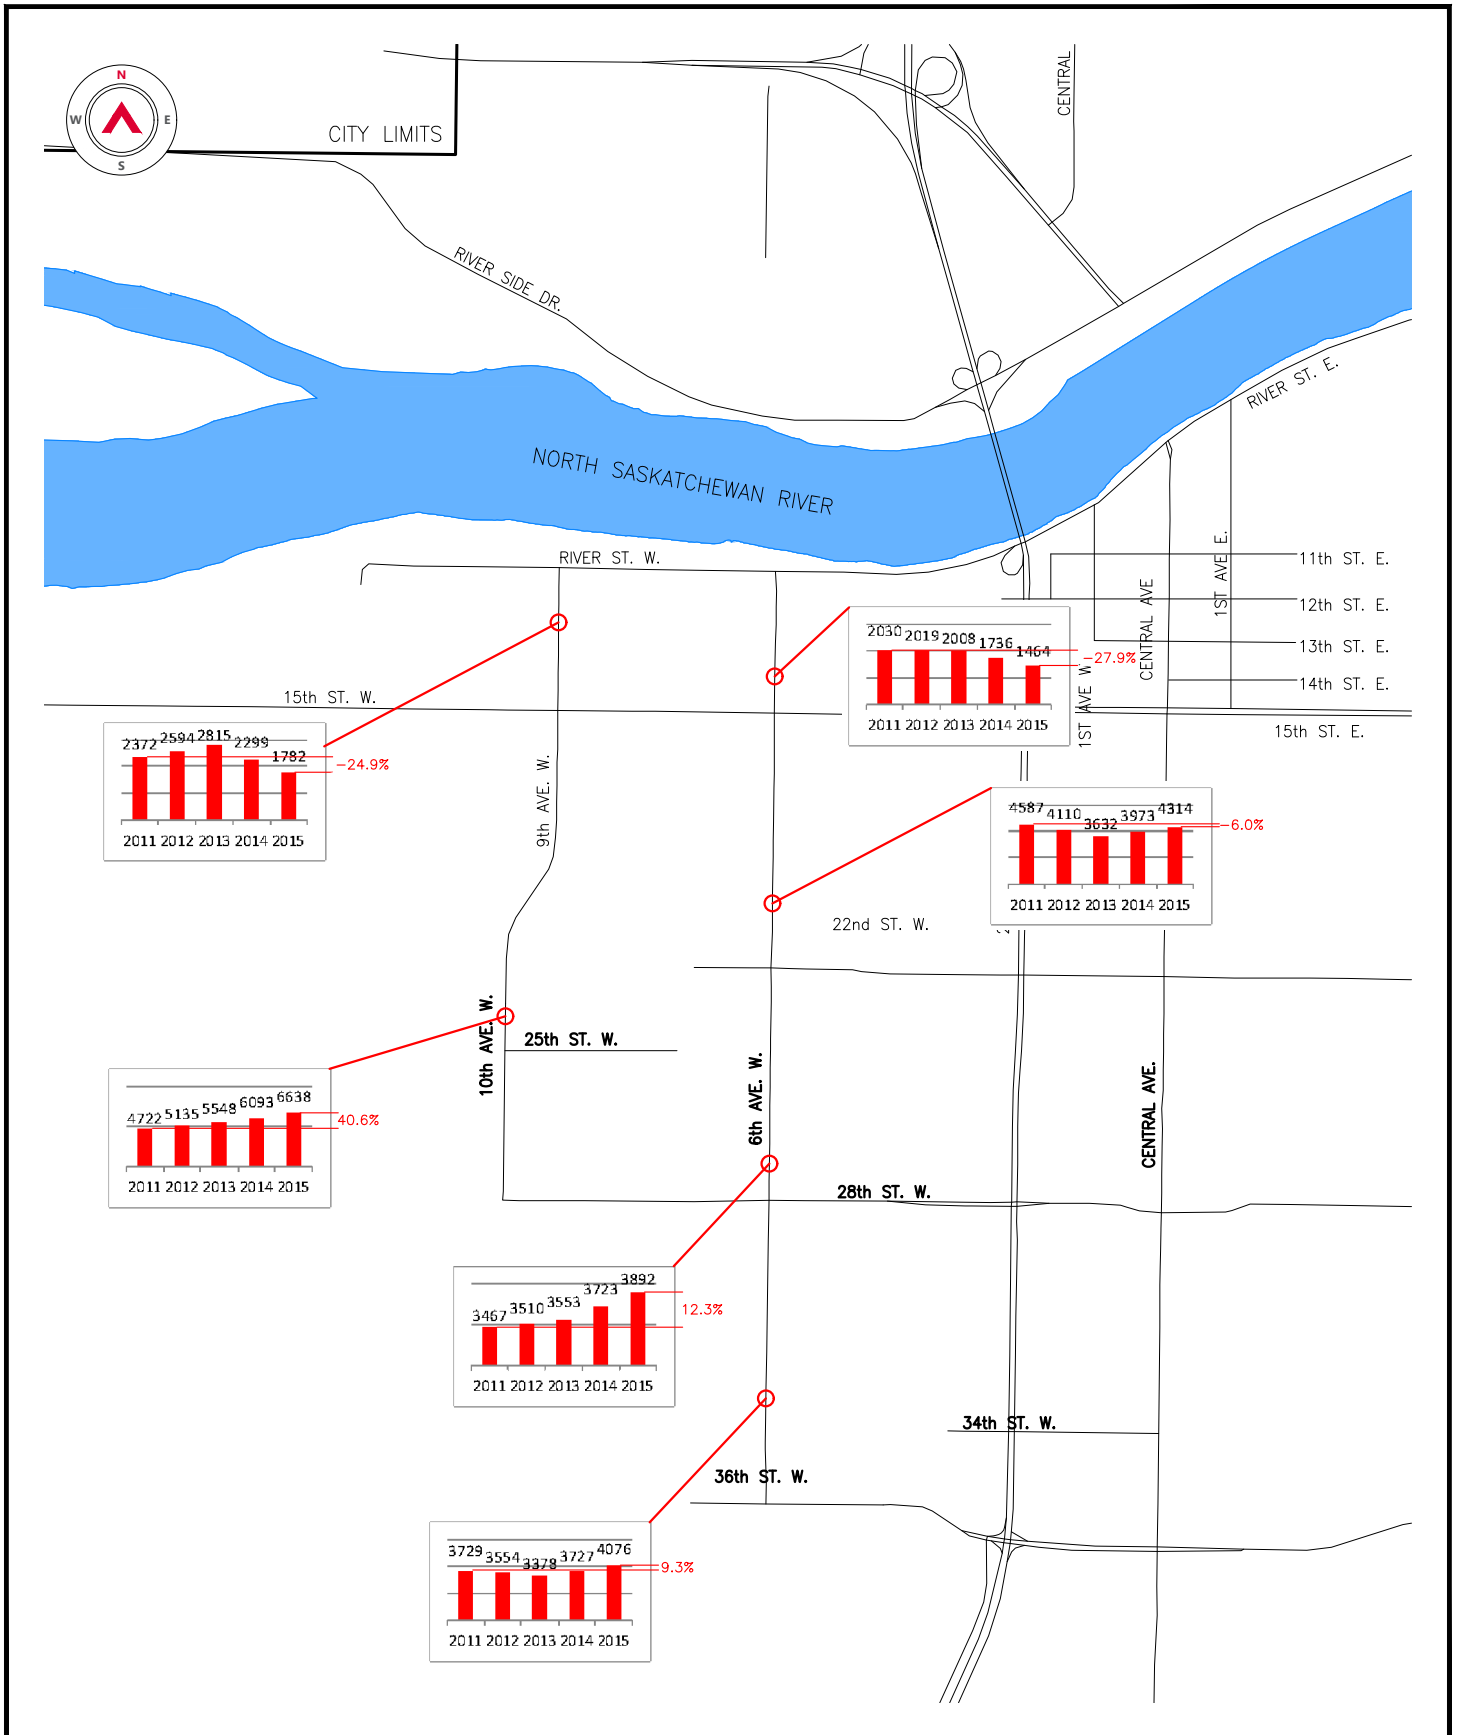 N
W E
S
CITY LIMITS
CENTRAL
RIVER SIDE DR.
RIVER ST. E.
NORTH SASKATCHEWAN RIVER
RIVER ST. W.
11th ST. E.
12th ST. E.
13th ST. E.
14th ST. E.
15th ST. E.
1ST AVE E.
CENTRAL AVE
1ST AVE W
15th ST. W.
2030 2019 2008 1736 1464
-27.9%
2011 2012 2013 2014 2015
2372 2594 2815 2299 1782
-24.9%
2011 2012 2013 2014 2015
9th AVE. W.
4587 4110 3632 3973 4314
-6.0%
2011 2012 2013 2014 2015
22nd ST. W.
10th AVE. W.
25th ST. W.
6th AVE. W.
CENTRAL AVE.
4722 5135 5548 6093 6638
40.6%
2011 2012 2013 2014 2015
28th ST. W.
3467 3510 3553 3723 3892
12.3%
2011 2012 2013 2014 2015
34th ST. W.
36th ST. W.
3729 3554 3378 3727 4076
9.3%
2011 2012 2013 2014 2015